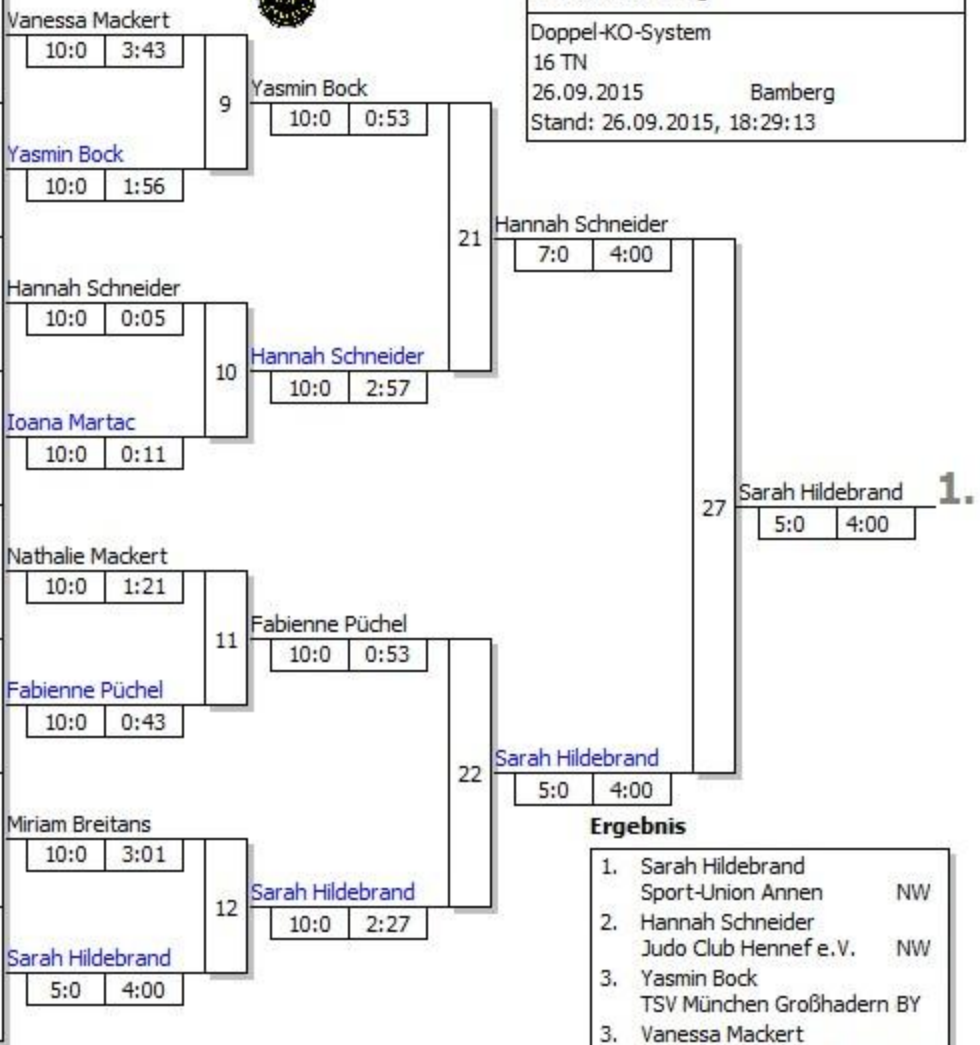 Vanessa Mackert
10:0 3:43
9
Yasmin Bock
10:0 1:56
Yasmin Bock
10:0 0:53
Hannah Schneider
10:0 0:05
10
Ioana Martac
10:0 0:11
Hannah Schneider
10:0 2:57
21
Hannah Schneider
7:0 4:00
Nathalie Mackert
10:0 1:21
11
Fabienne Püchel
10:0 0:43
Fabienne Püchel
10:0 0:53
Miriam Breitans
10:0 3:01
12
Sarah Hildebrand
5:0 4:00
Sarah Hildebrand
10:0 2:27
22
Sarah Hildebrand
5:0 4:00
27
Sarah Hildebrand
5:0 4:00
1.
Doppel-KO-System
16 TN
26.09.2015 Bamberg
Stand: 26.09.2015, 18:29:13
Ergebnis
1. Sarah Hildebrand
Sport-Union Annen NW
2. Hannah Schneider
Judo Club Hennef e.V. NW
3. Yasmin Bock
TSV München Großhadern BY
3. Vanessa Mackert